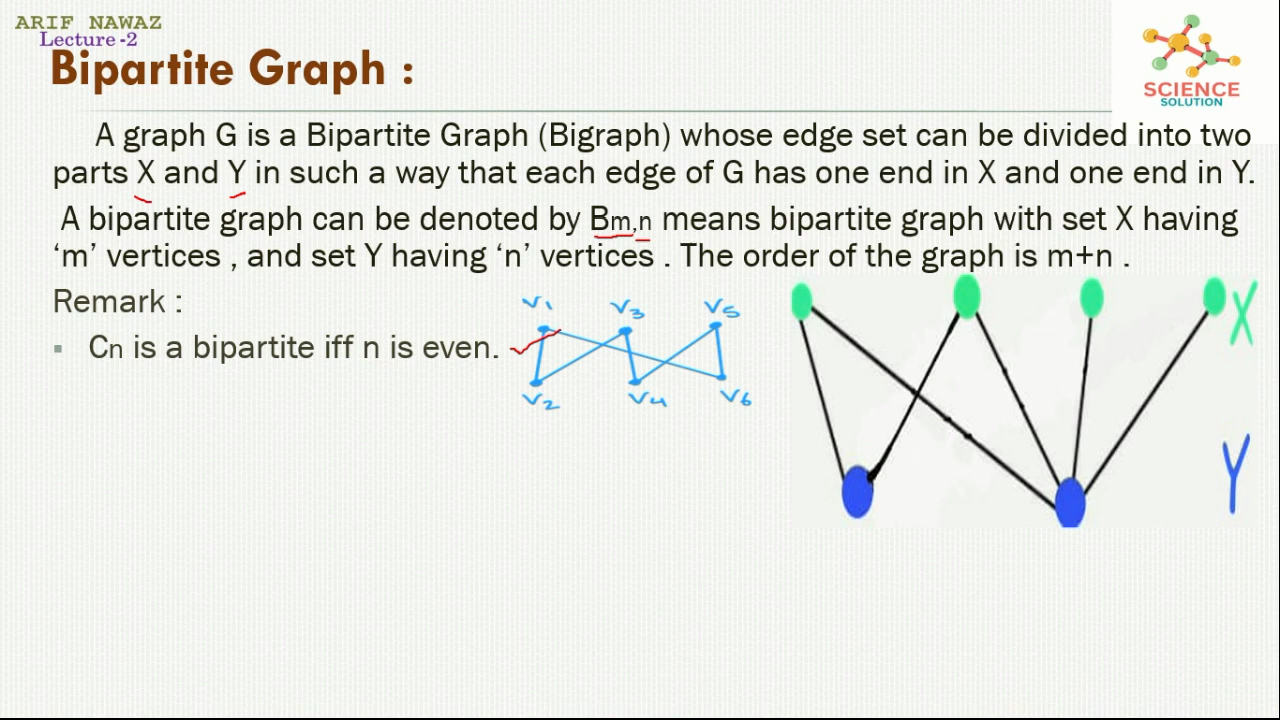 ARIF NAWAZ
Lecture -2
Bipartite Graph :
SCIENCE
SOLUTION
A graph G is a Bipartite Graph (Bigraph) whose edge set can be divided into two
parts X and Y in such a way that each edge of G has one end in X and one end in Y.
A bipartite graph can be denoted by Bm,n means bipartite graph with set X having
‘m’ vertices , and set Y having ‘n’ vertices . The order of the graph is m+n .
Remark :
▪ Cn is a bipartite iff n is even.
V1 V3 V5
V2 V4 V6
X
Y